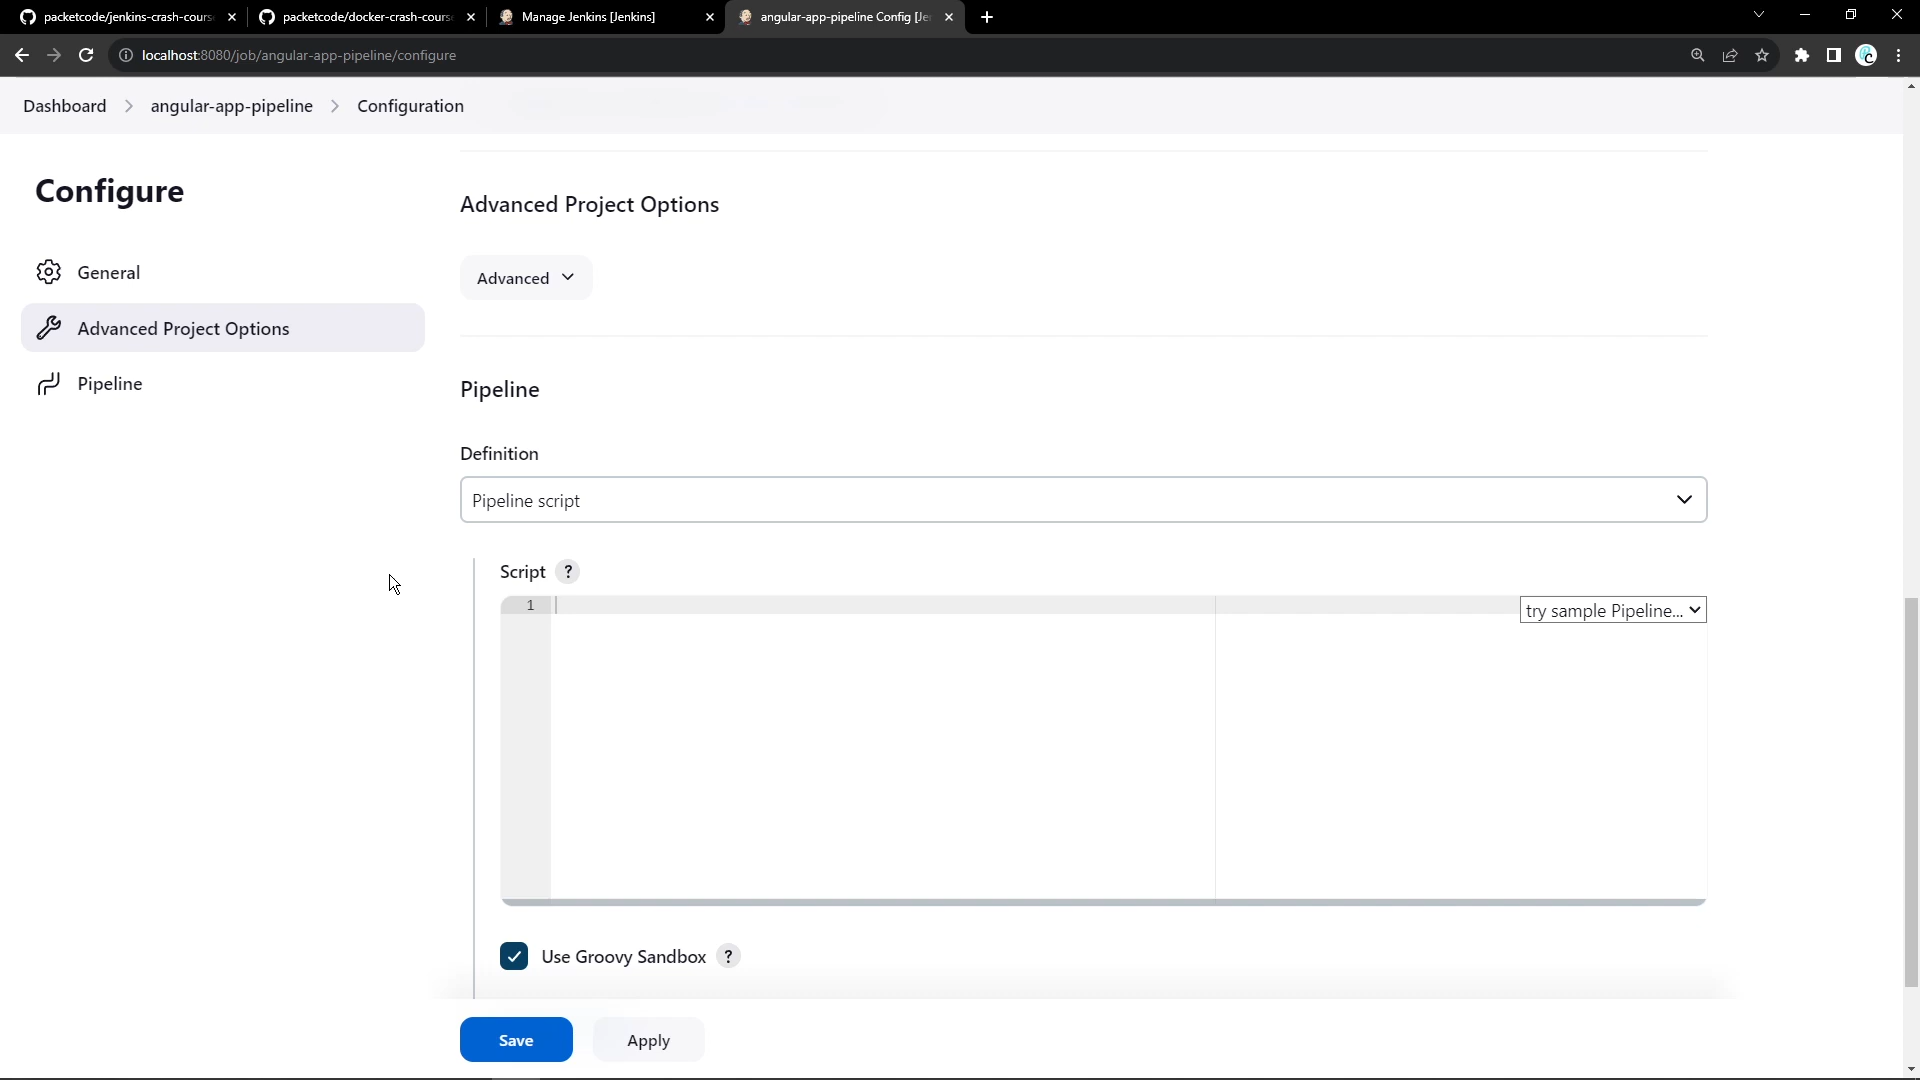 packetcode/jenkins-crash-cours
packetcode/docker-crash-course
Manage Jenkins [Jenkins]
angular-app-pipeline Config [Je
localhost:8080/job/angular-app-pipeline/configure
Dashboard > angular-app-pipeline > Configuration
Configure
General
Advanced Project Options
Pipeline
Advanced Project Options
Advanced
Pipeline
Definition
Pipeline script
Script ?
1
try sample Pipeline...
Use Groovy Sandbox ?
Save
Apply